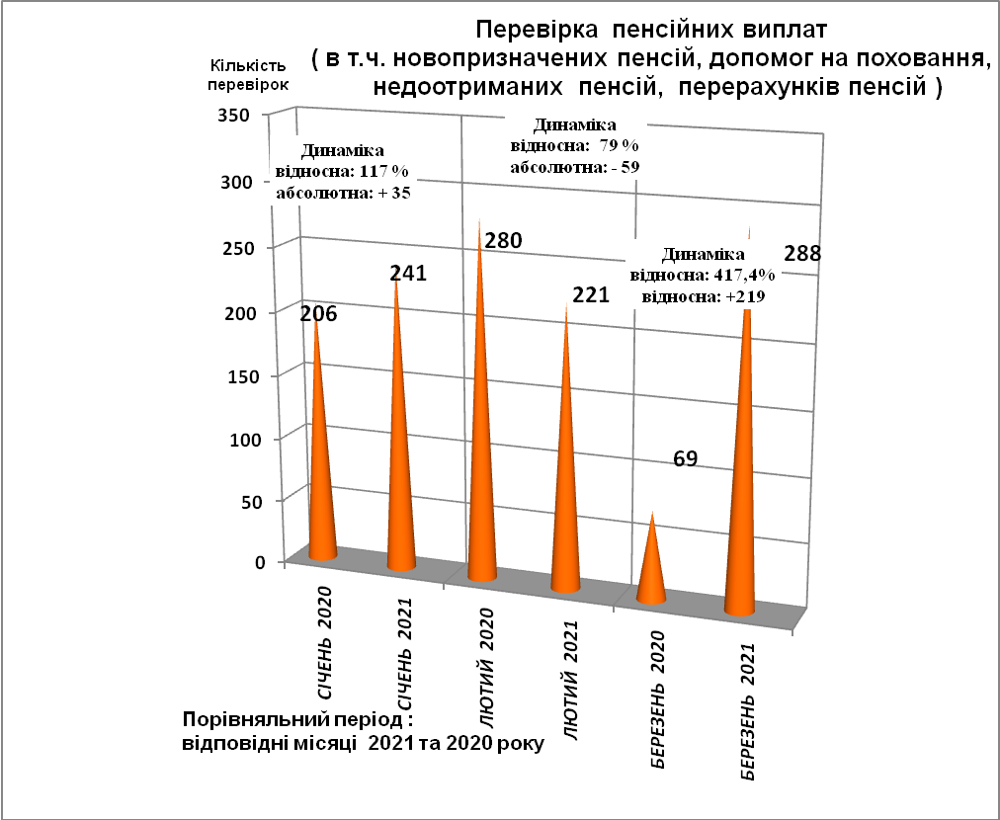 Перевірка пенсійних виплат
( в т.ч. новопризначених пенсій, допомог на поховання,
недоотриманих пенсій, перерахунків пенсій )
Кількість
перевірок
350
300
250
200
150
100
50
0
Динаміка
відносна: 117 %
абсолютна: + 35
Динаміка
відносна: 79 %
абсолютна: - 59
Динаміка
відносна: 417,4%
відносна: +219
206
241
280
221
69
288
СІЧЕНЬ 2020
СІЧЕНЬ 2021
ЛЮТИЙ 2020
ЛЮТИЙ 2021
БЕРЕЗЕНЬ 2020
БЕРЕЗЕНЬ 2021
Порівняльний період :
відповідні місяці 2021 та 2020 року